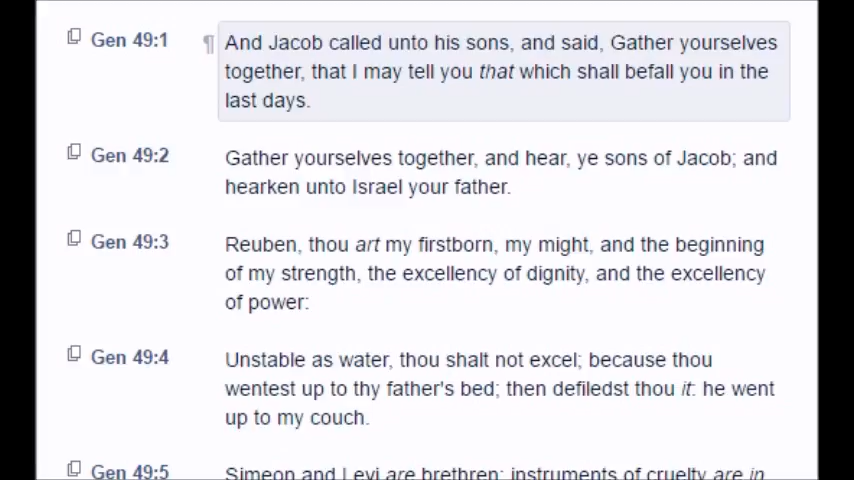 Gen 49:1 ¶ And Jacob called unto his sons, and said, Gather yourselves
together, that I may tell you that which shall befall you in the
last days.
Gen 49:2 Gather yourselves together, and hear, ye sons of Jacob; and
hearken unto Israel your father.
Gen 49:3 Reuben, thou art my firstborn, my might, and the beginning
of my strength, the excellency of dignity, and the excellency
of power:
Gen 49:4 Unstable as water, thou shalt not excel; because thou
wentest up to thy father's bed; then defiledst thou it: he went
up to my couch.
Gen 49:5 Simeon and Levi are brethren; instruments of cruelty are in